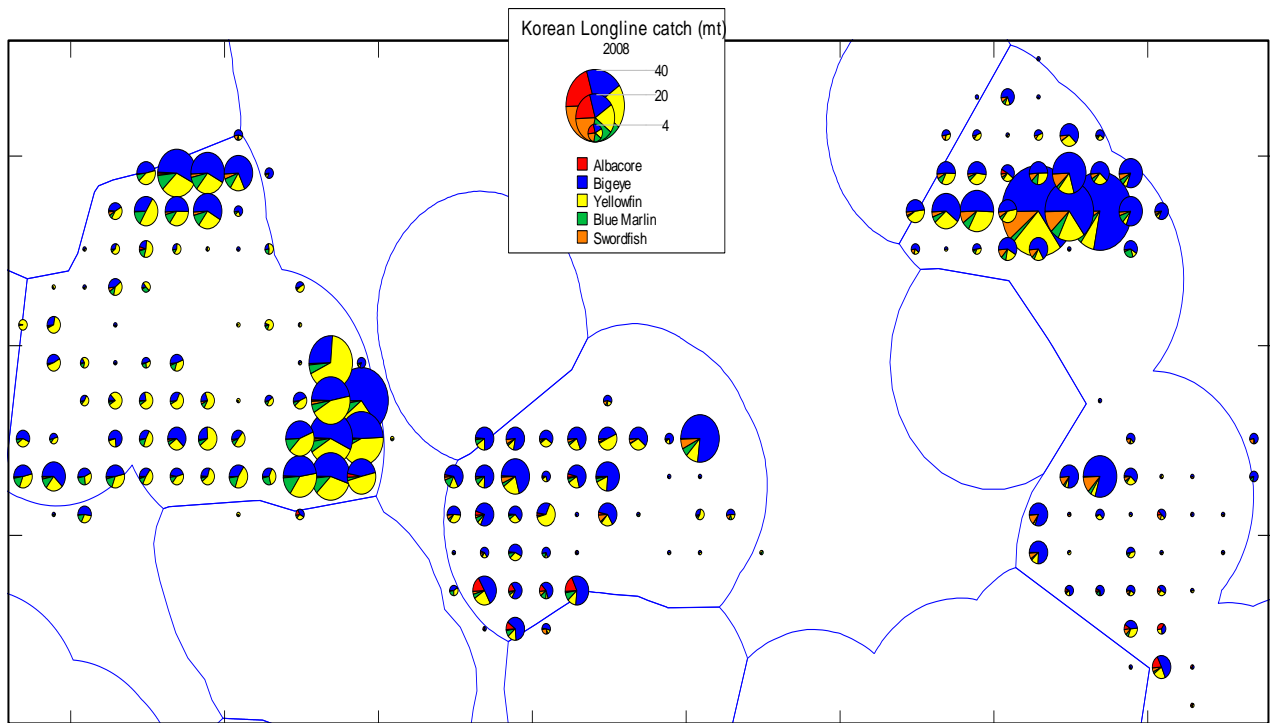 Korean Longline catch (mt)
2008
40
20
4
Albacore
Bigeye
Yellowfin
Blue Marlin
Swordfish